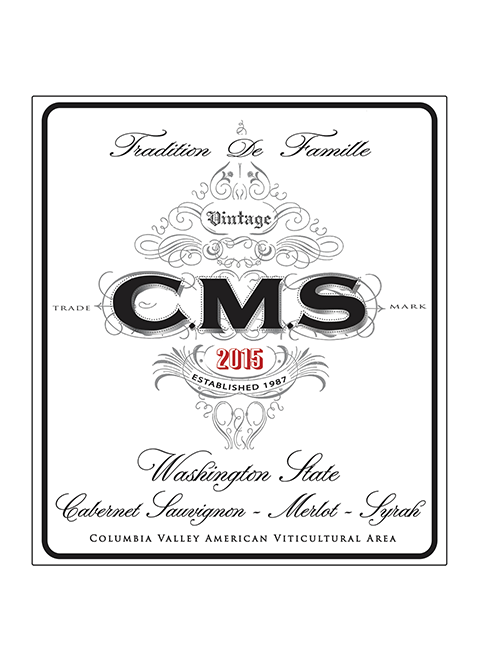 Tradition De Famille
Vintage
TRADE C.M.S MARK
2015
ESTABLISHED 1987
Washington State
Cabernet Sauvignon - Merlot - Syrah
COLUMBIA VALLEY AMERICAN VITICULTURAL AREA